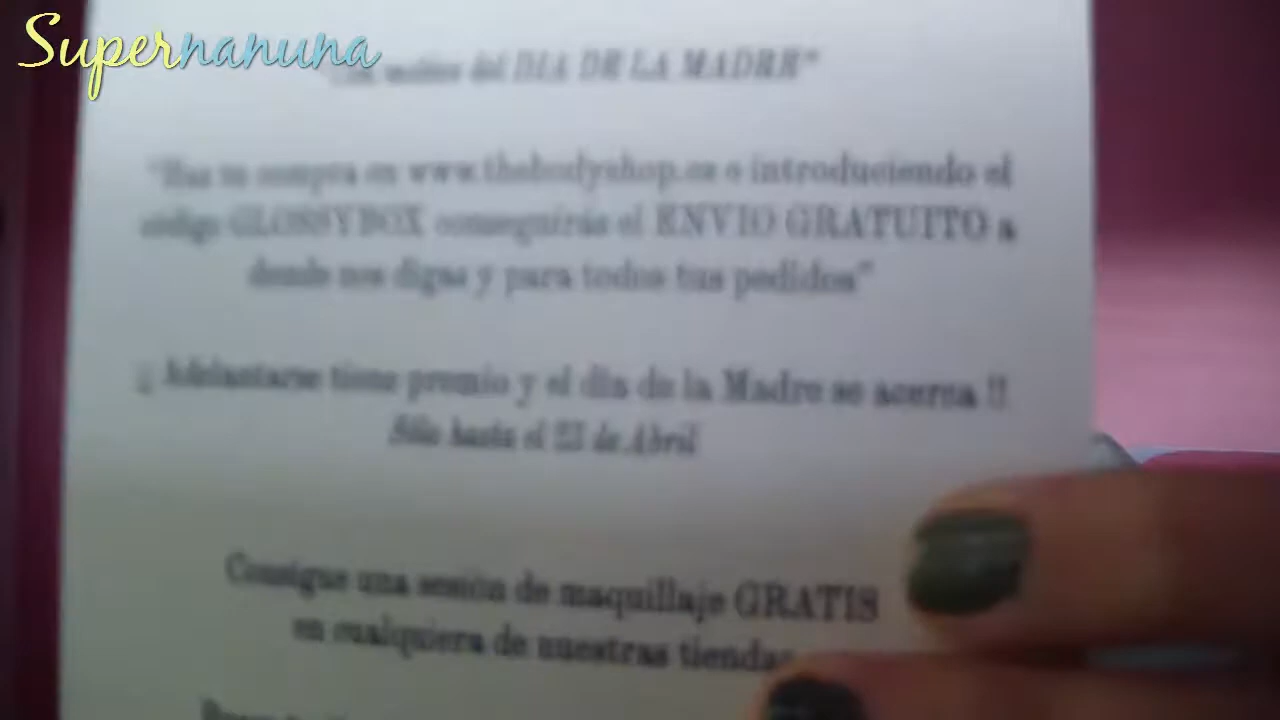 Supernanuna
del DIA DE LA MADRE"
"Haz tu compra en www.thebodyshop.es e introduciendo el
código GLOSSYBOX conseguirás el ENVIO GRATUITO a
donde nos digas y para todos tus pedidos"
¡¡ Adelantarse tiene premio y el día de la Madre se acerca !!
Sólo hasta el 23 de Abril
Consigue una sesión de maquillaje GRATIS
en cualquiera de nuestras tiendas